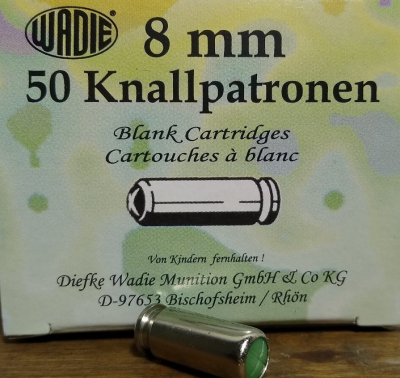 WADIE
8 mm
50 Knallpatronen
Blank Cartridges
Cartouches à blanc
Von Kindern fernhalten !
Diefke Wadie Munition GmbH & Co KG
D-97653 Bischofsheim / Rhön